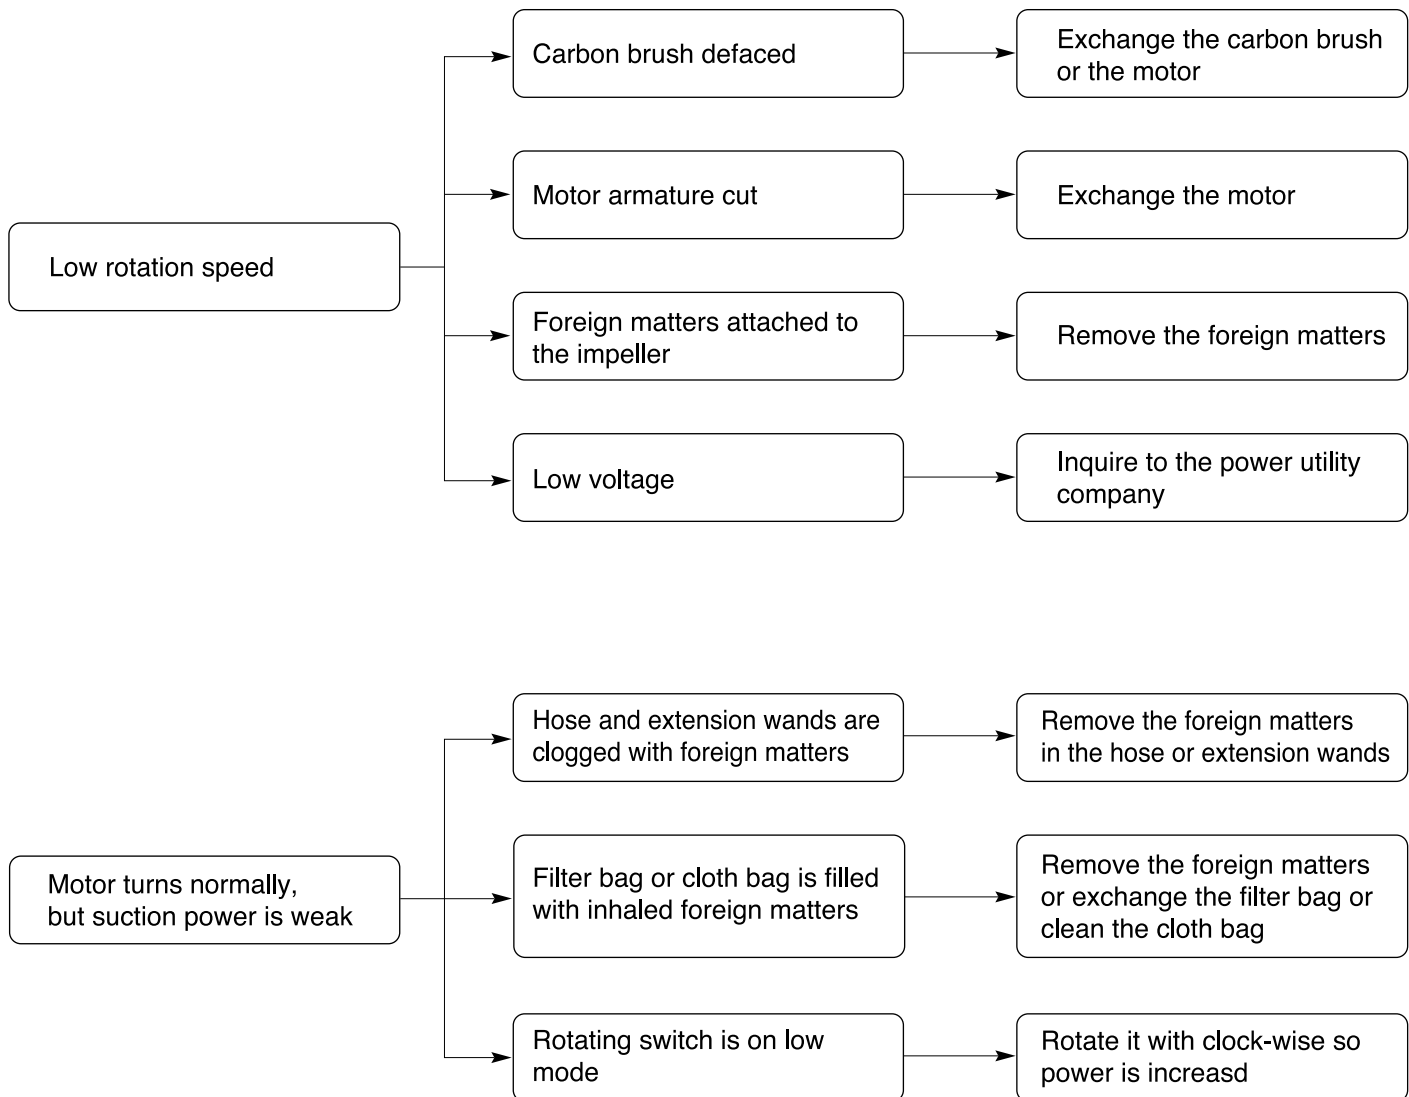 Carbon brush defaced
Exchange the carbon brush
or the motor
Motor armature cut
Exchange the motor
Low rotation speed
Foreign matters attached to
the impeller
Remove the foreign matters
Low voltage
Inquire to the power utility
company
Hose and extension wands are
clogged with foreign matters
Remove the foreign matters
in the hose or extension wands
Motor turns normally,
but suction power is weak
Filter bag or cloth bag is filled
with inhaled foreign matters
Remove the foreign matters
or exchange the filter bag or
clean the cloth bag
Rotating switch is on low
mode
Rotate it with clock-wise so
power is increasd